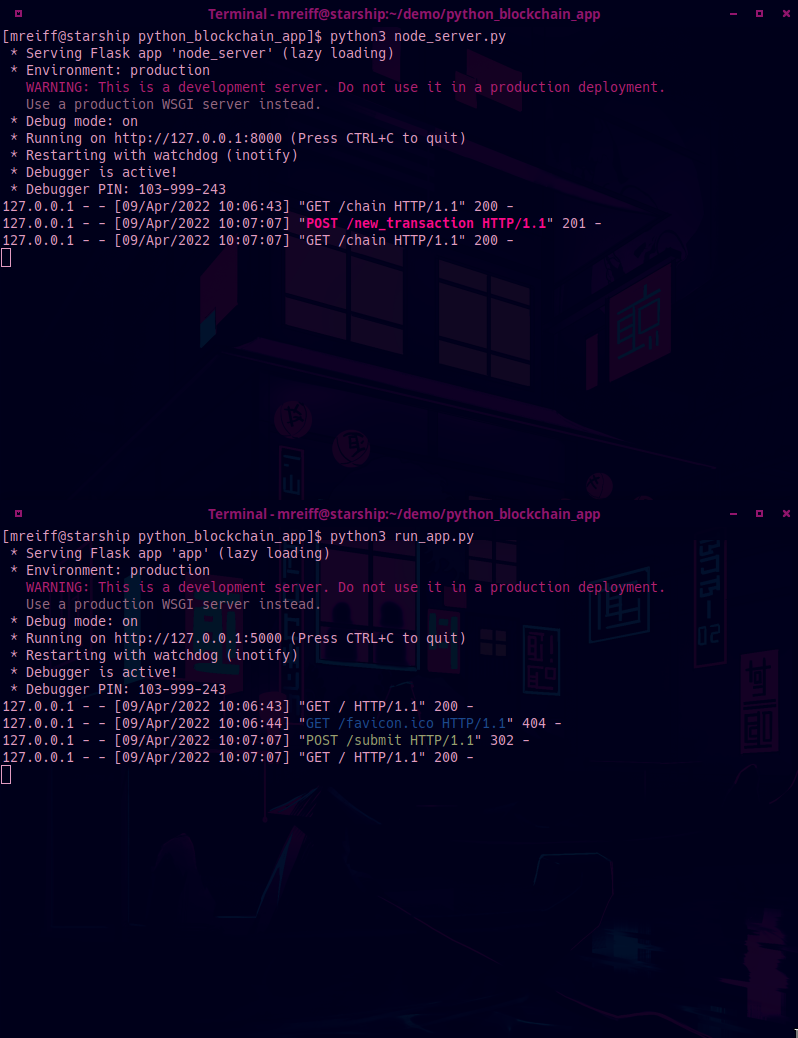 Terminal - mreiff@starship:~/demo/python_blockchain_app
[mreiff@starship python_blockchain_app]$ python3 node_server.py
* Serving Flask app 'node_server' (lazy loading)
* Environment: production
WARNING: This is a development server. Do not use it in a production deployment.
Use a production WSGI server instead.
* Debug mode: on
* Running on http://127.0.0.1:8000 (Press CTRL+C to quit)
* Restarting with watchdog (inotify)
* Debugger is active!
* Debugger PIN: 103-999-243
127.0.0.1 - - [09/Apr/2022 10:06:43] "GET /chain HTTP/1.1" 200 -
127.0.0.1 - - [09/Apr/2022 10:07:07] "POST /new_transaction HTTP/1.1" 201 -
127.0.0.1 - - [09/Apr/2022 10:07:07] "GET /chain HTTP/1.1" 200 -
Terminal - mreiff@starship:~/demo/python_blockchain_app
[mreiff@starship python_blockchain_app]$ python3 run_app.py
* Serving Flask app 'app' (lazy loading)
* Environment: production
WARNING: This is a development server. Do not use it in a production deployment.
Use a production WSGI server instead.
* Debug mode: on
* Running on http://127.0.0.1:5000 (Press CTRL+C to quit)
* Restarting with watchdog (inotify)
* Debugger is active!
* Debugger PIN: 103-999-243
127.0.0.1 - - [09/Apr/2022 10:06:43] "GET / HTTP/1.1" 200 -
127.0.0.1 - - [09/Apr/2022 10:06:44] "GET /favicon.ico HTTP/1.1" 404 -
127.0.0.1 - - [09/Apr/2022 10:07:07] "POST /submit HTTP/1.1" 302 -
127.0.0.1 - - [09/Apr/2022 10:07:07] "GET / HTTP/1.1" 200 -